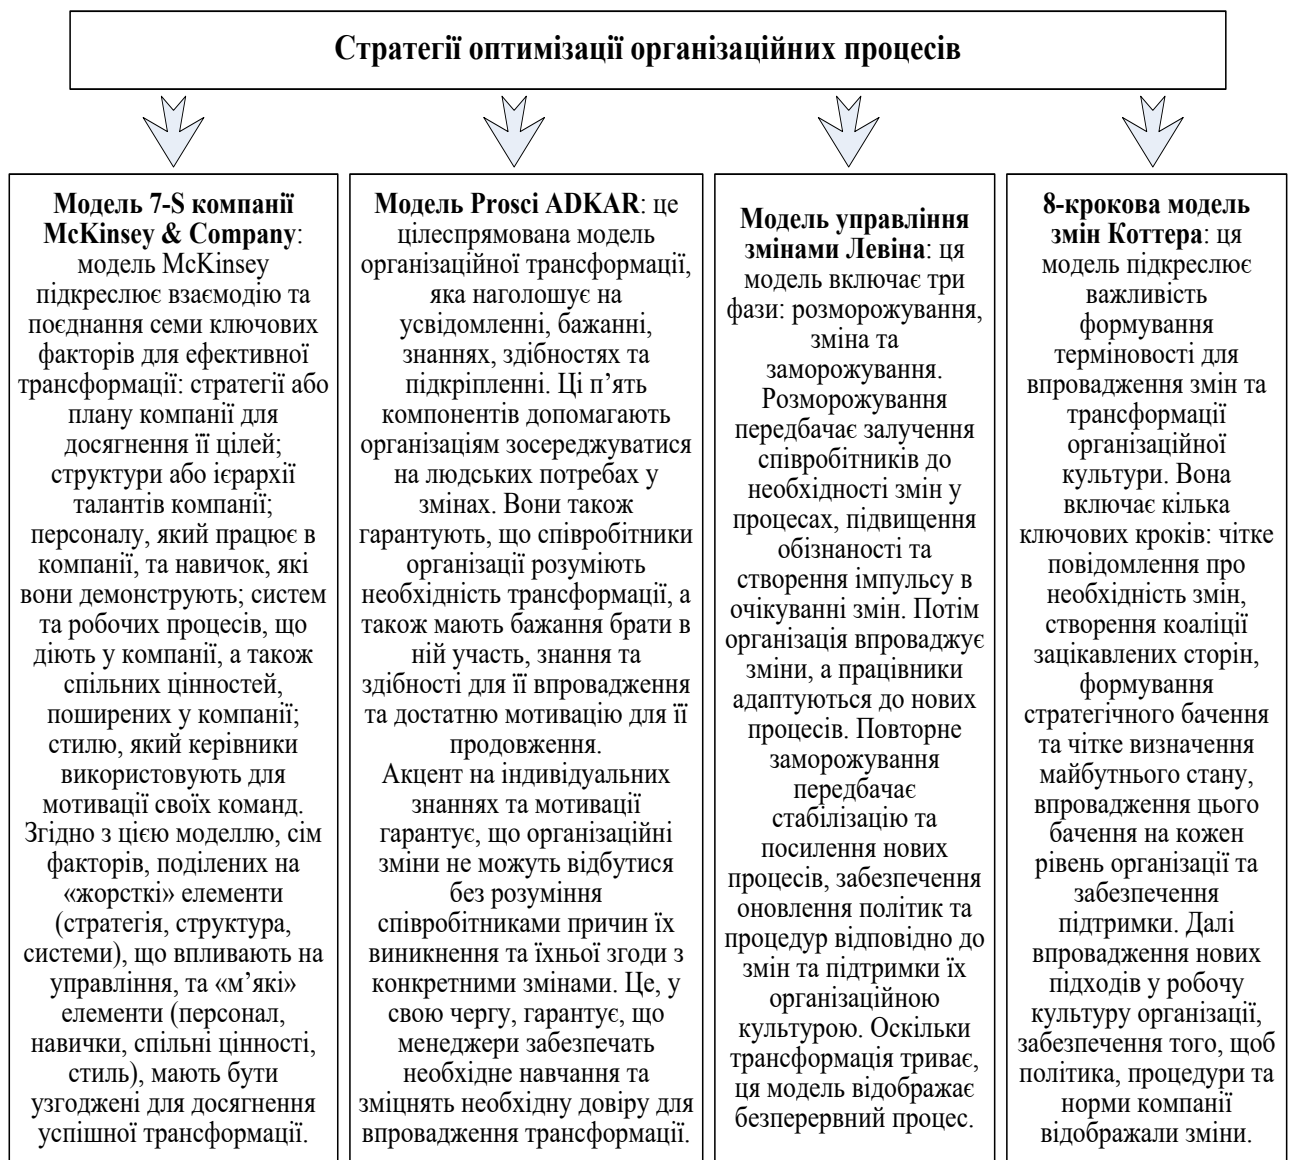 Стратегії оптимізації організаційних процесів
Модель 7-S компанії
McKinsey & Company:
модель McKinsey
підкреслює взаємодію та
поєднання семи ключових
факторів для ефективної
трансформації: стратегії або
плану компанії для
досягнення її цілей;
структури або ієрархії
талантів компанії;
персоналу, який працює в
компанії, та навичок, які
вони демонструють; систем
та робочих процесів, що
діють у компанії, а також
спільних цінностей,
поширених у компанії;
стилю, який керівники
використовують для
мотивації своїх команд.
Згідно з цією моделлю, сім
факторів, поділених на
«жорсткі» елементи
(стратегія, структура,
системи), що впливають на
управління, та «м’які»
елементи (персонал,
навички, спільні цінності,
стиль), мають бути
узгоджені для досягнення
успішної трансформації.
Модель Prosci ADKAR: це
цілеспрямована модель
організаційної трансформації,
яка наголошує на
усвідомленні, бажанні,
знаннях, здібностях та
підкріпленні. Ці п’ять
компонентів допомагають
організаціям зосереджуватися
на людських потребах у
змінах. Вони також
гарантують, що співробітники
організації розуміють
необхідність трансформації, а
також мають бажання брати в
ній участь, знання та
здібності для її впровадження
та достатню мотивацію для її
продовження.
Акцент на індивідуальних
знаннях та мотивації
гарантує, що організаційні
зміни не можуть відбутися
без розуміння
співробітниками причин їх
виникнення та їхньої згоди з
конкретними змінами. Це, у
свою чергу, гарантує, що
менеджери забезпечать
необхідне навчання та
зміцнять необхідну довіру для
впровадження трансформації.
Модель управління
змінами Левіна: ця
модель включає три
фази: розморожування,
зміна та
заморожування.
Розморожування
передбачає залучення
співробітників до
необхідності змін у
процесах, підвищення
обізнаності та
створення імпульсу в
очікуванні змін. Потім
організація впроваджує
зміни, а працівники
адаптуються до нових
процесів. Повторне
заморожування
передбачає
стабілізацію та
посилення нових
процесів, забезпечення
оновлення політик та
процедур відповідно до
змін та підтримки їх
організаційною
культурою. Оскільки
трансформація триває,
ця модель відображає
безперервний процес.
8-крокова модель
змін Коттера: ця
модель підкреслює
важливість
формування
терміновості для
впровадження змін та
трансформації
організаційної
культури. Вона
включає кілька
ключових кроків: чітке
повідомлення про
необхідність змін,
створення коаліції
зацікавлених сторін,
формування
стратегічного бачення
та чітке визначення
майбутнього стану,
впровадження цього
бачення на кожен
рівень організації та
забезпечення
підтримки. Далі
впровадження нових
підходів у робочу
культуру організації,
забезпечення того, щоб
політика, процедури та
норми компанії
відображали зміни.